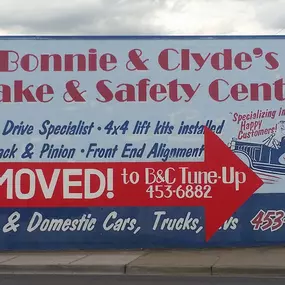 Bonnie & Clyde's
ake & Safety Cent
Specializing In
Happy
Customers!
Drive Specialist • 4x4 lift kits installed
ack & Pinion • Front End Alignment
MOVED! to B&C Tune-Up
453-6882
& Domestic Cars, Trucks, vs
453